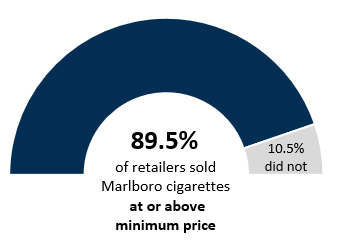 89.5%
of retailers sold
Marlboro cigarettes
at or above
minimum price
10.5%
did not